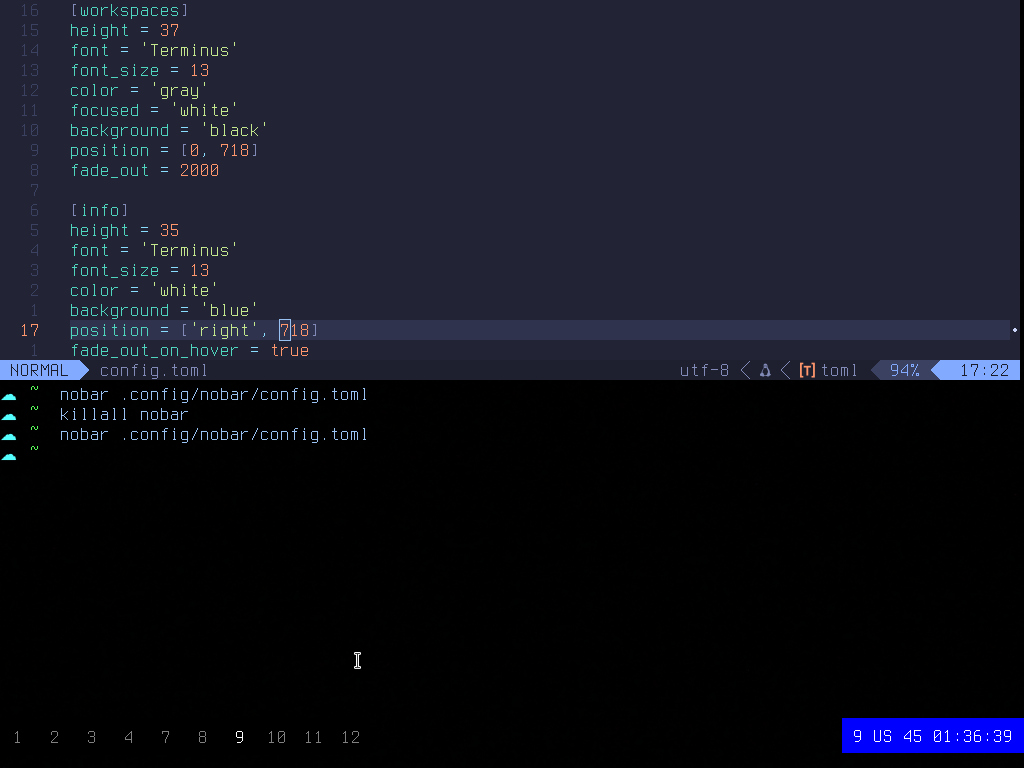 16 [workspaces]
15 height = 37
14 font = 'Terminus'
13 font_size = 13
12 color = 'gray'
11 focused = 'white'
10 background = 'black'
9 position = [0, 718]
8 fade_out = 2000
7
6 [info]
5 height = 35
4 font = 'Terminus'
3 font_size = 13
2 color = 'white'
1 background = 'blue'
17 position = ['right', 718]
1 fade_out_on_hover = true
NORMAL config.toml utf-8 < < [T] toml 94% 17:22
~ nobar .config/nobar/config.toml
~ killall nobar
~ nobar .config/nobar/config.toml
~
1 2 3 4 7 8 9 10 11 12
9 US 45 01:36:39